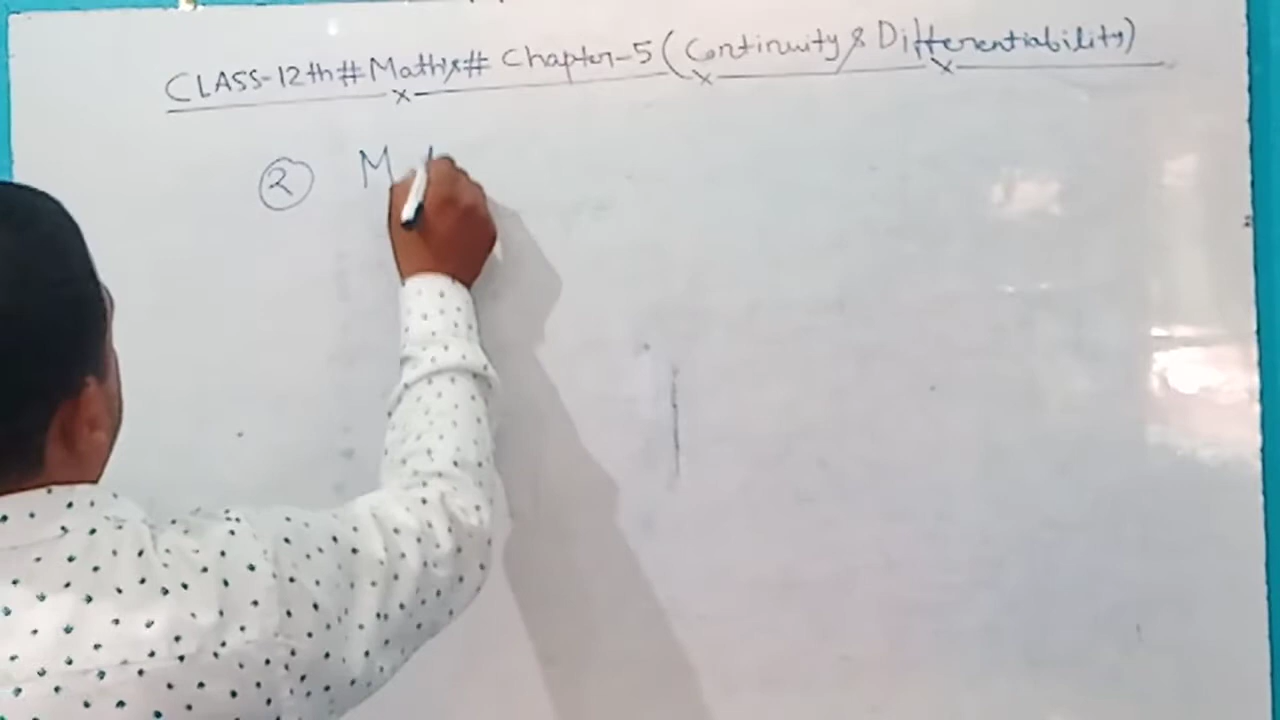 CLASS-12th#Maths# Chapter-5 (Continuity & Differentiability)
② M